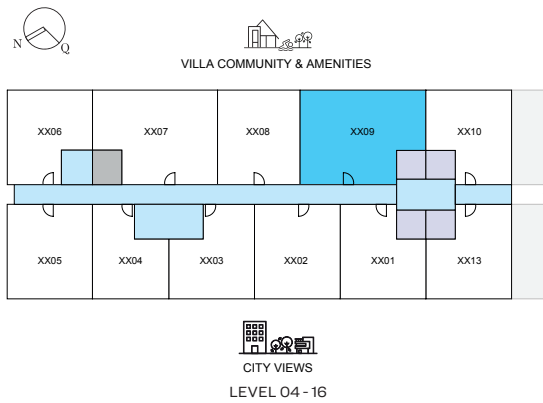 N
Q
VILLA COMMUNITY & AMENITIES
XX06
XX07
XX08
XX09
XX10
XX05
XX04
XX03
XX02
XX01
XX13
CITY VIEWS
LEVEL 04 - 16